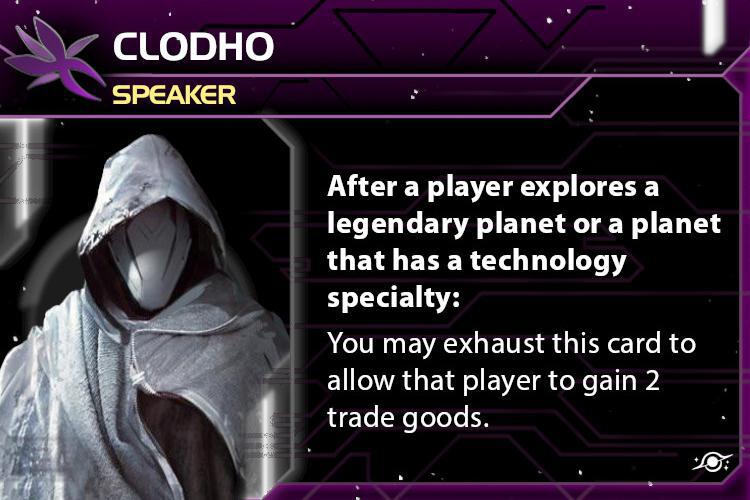 CLODHO
SPEAKER
After a player explores a
legendary planet or a planet
that has a technology
specialty:
You may exhaust this card to
allow that player to gain 2
trade goods.